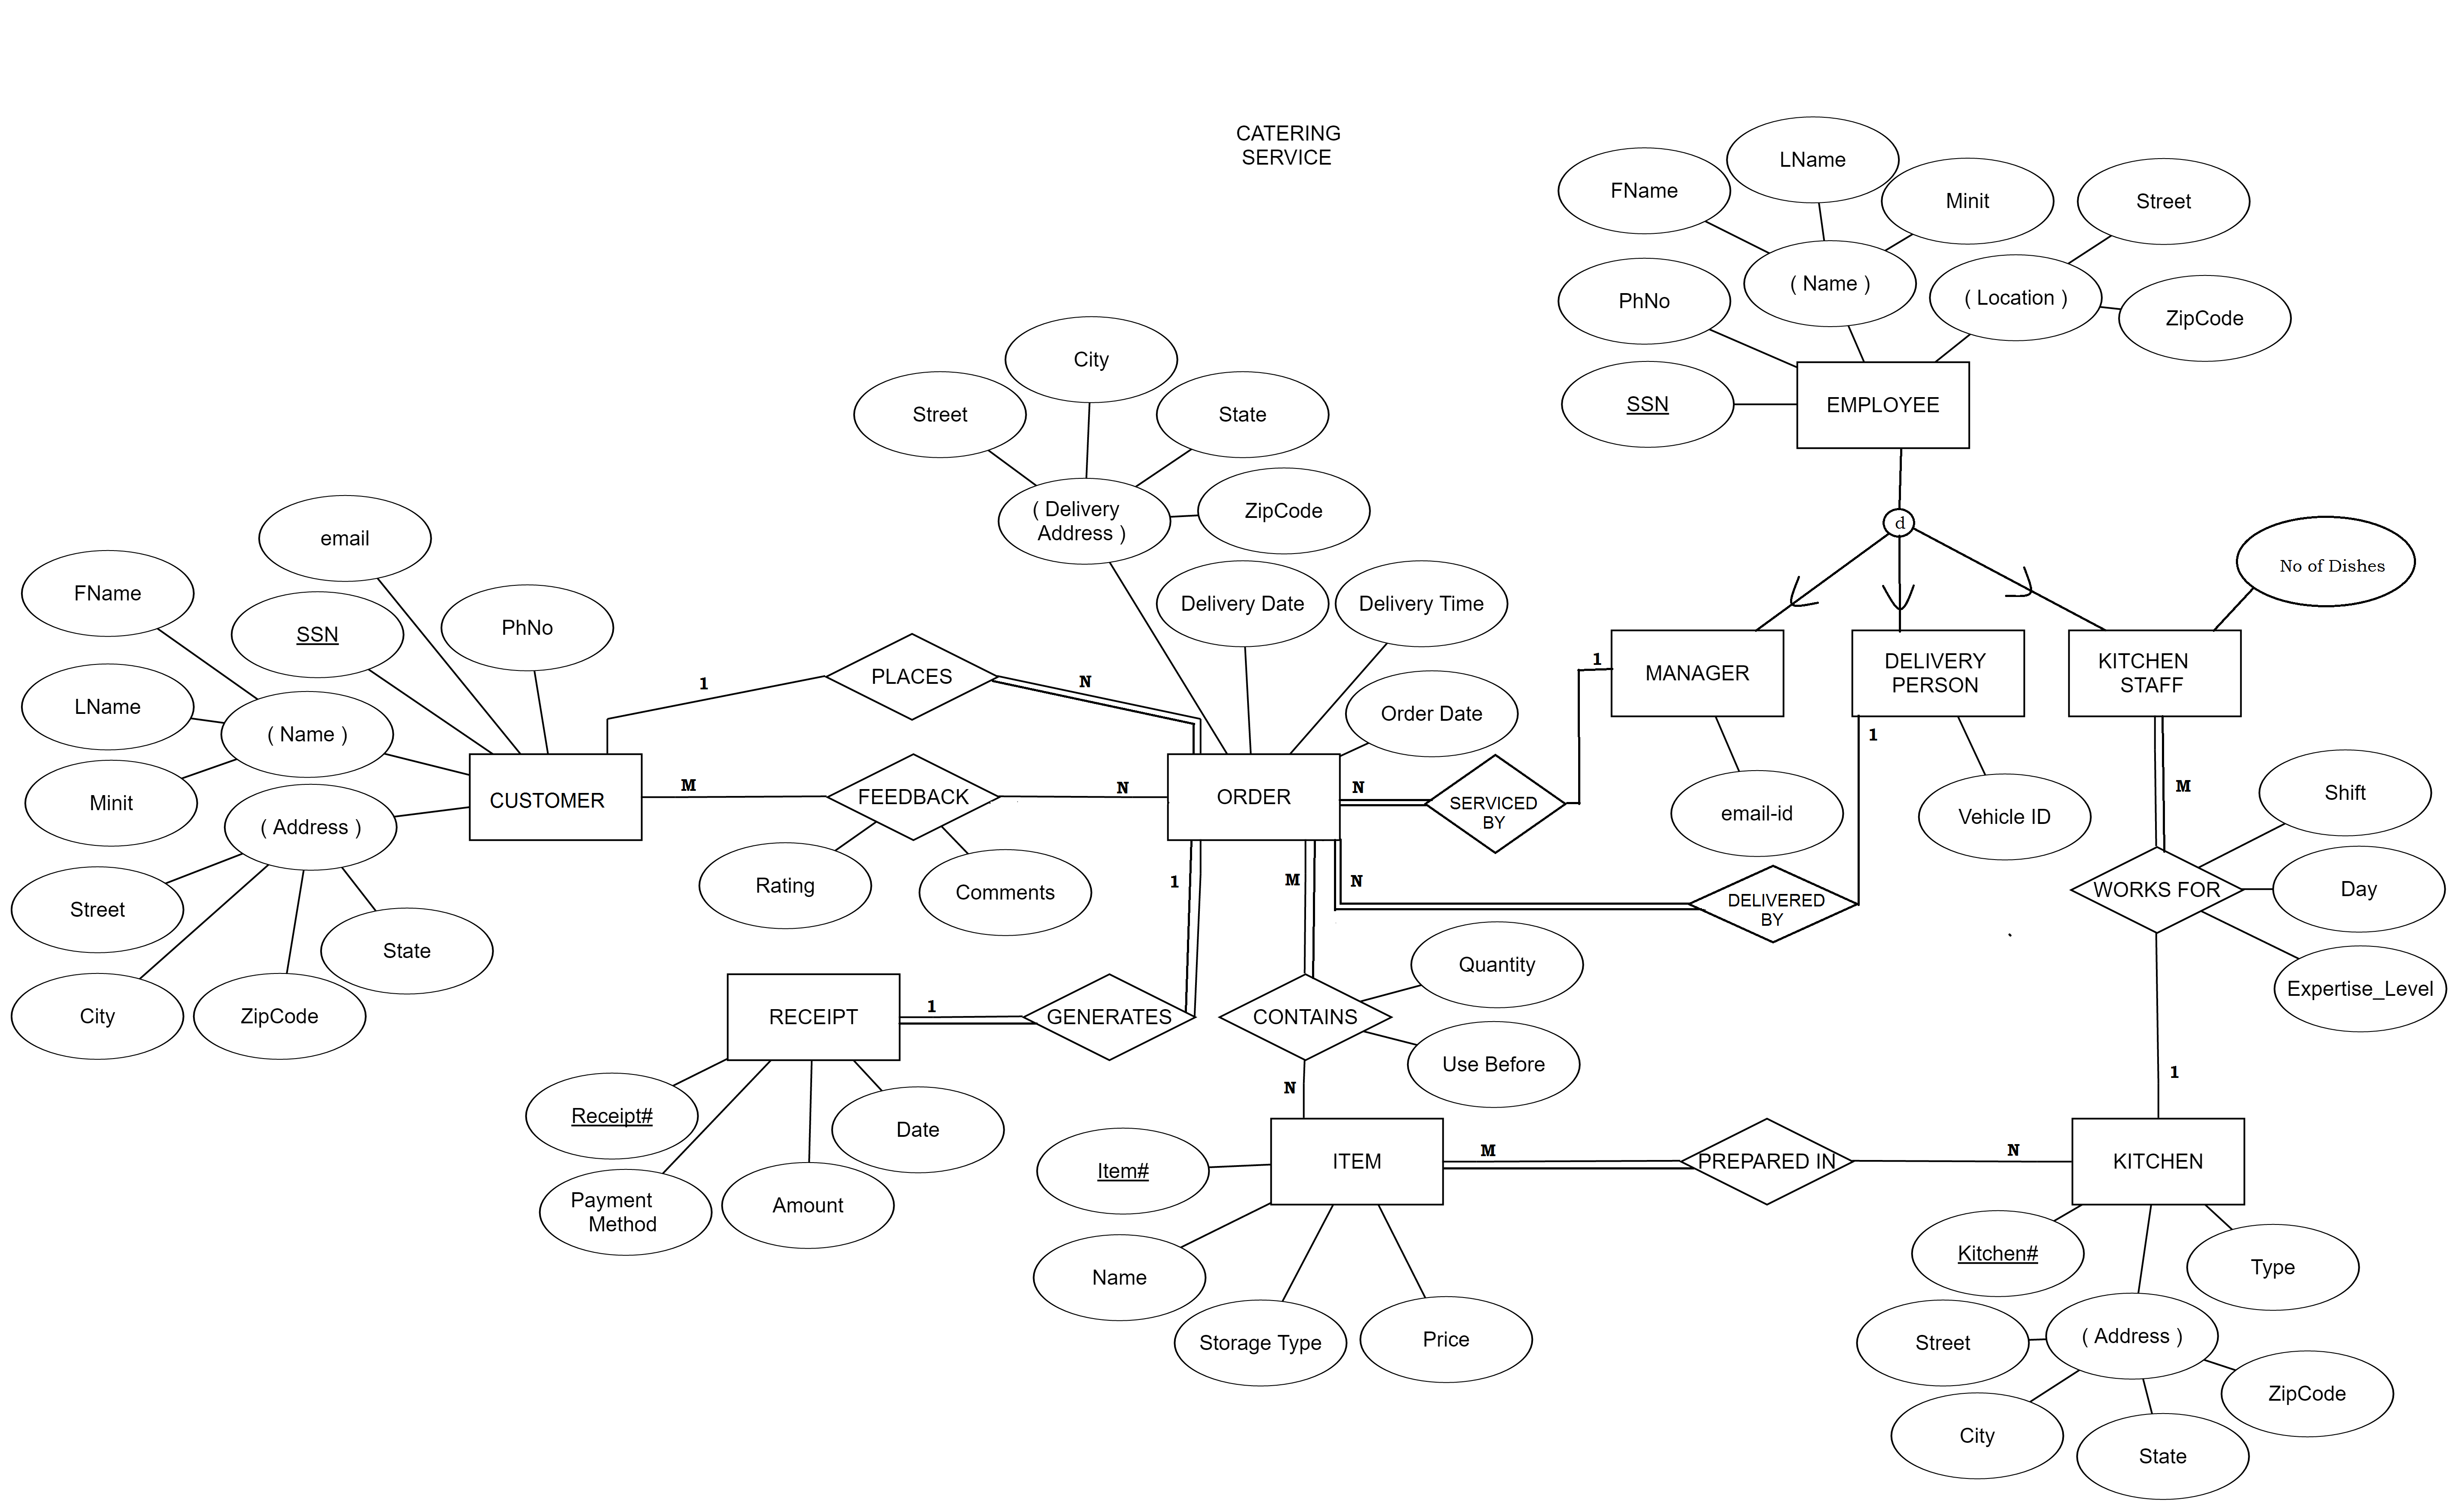 CATERING
SERVICE
LName
FName
Minit
Street
( Name )
( Location )
PhNo
ZipCode
City
SSN
EMPLOYEE
Street
State
( Delivery
Address )
ZipCode
d
email
No of Dishes
FName
Delivery Date
Delivery Time
SSN
PhNo
1
MANAGER
DELIVERY
PERSON
KITCHEN
STAFF
PLACES
1
N
LName
Order Date
( Name )
1
M
N
N
M
Minit
CUSTOMER
FEEDBACK
ORDER
SERVICED
BY
email-id
Vehicle ID
Shift
( Address )
Rating
Comments
1
M
N
DELIVERED
BY
WORKS FOR
Day
Street
State
Quantity
Expertise_Level
City
ZipCode
RECEIPT
1
GENERATES
CONTAINS
Use Before
1
N
Receipt#
Date
Item#
ITEM
M
PREPARED IN
N
KITCHEN
Payment
Method
Amount
Kitchen#
Type
Name
Storage Type
Price
Street
( Address )
ZipCode
City
State